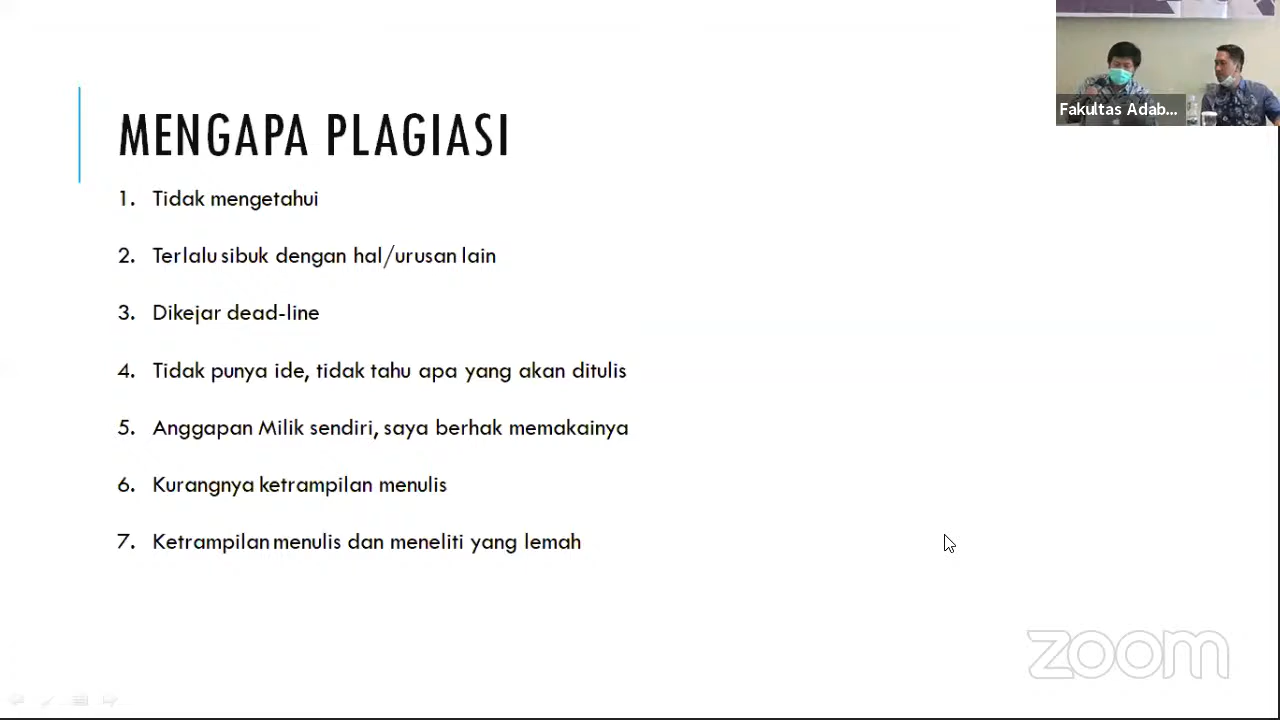 Fakultas Adab...
MENGAPA PLAGIASI
1. Tidak mengetahui
2. Terlalu sibuk dengan hal/urusan lain
3. Dikejar dead-line
4. Tidak punya ide, tidak tahu apa yang akan ditulis
5. Anggapan Milik sendiri, saya berhak memakainya
6. Kurangnya ketrampilan menulis
7. Ketrampilan menulis dan meneliti yang lemah
zoom